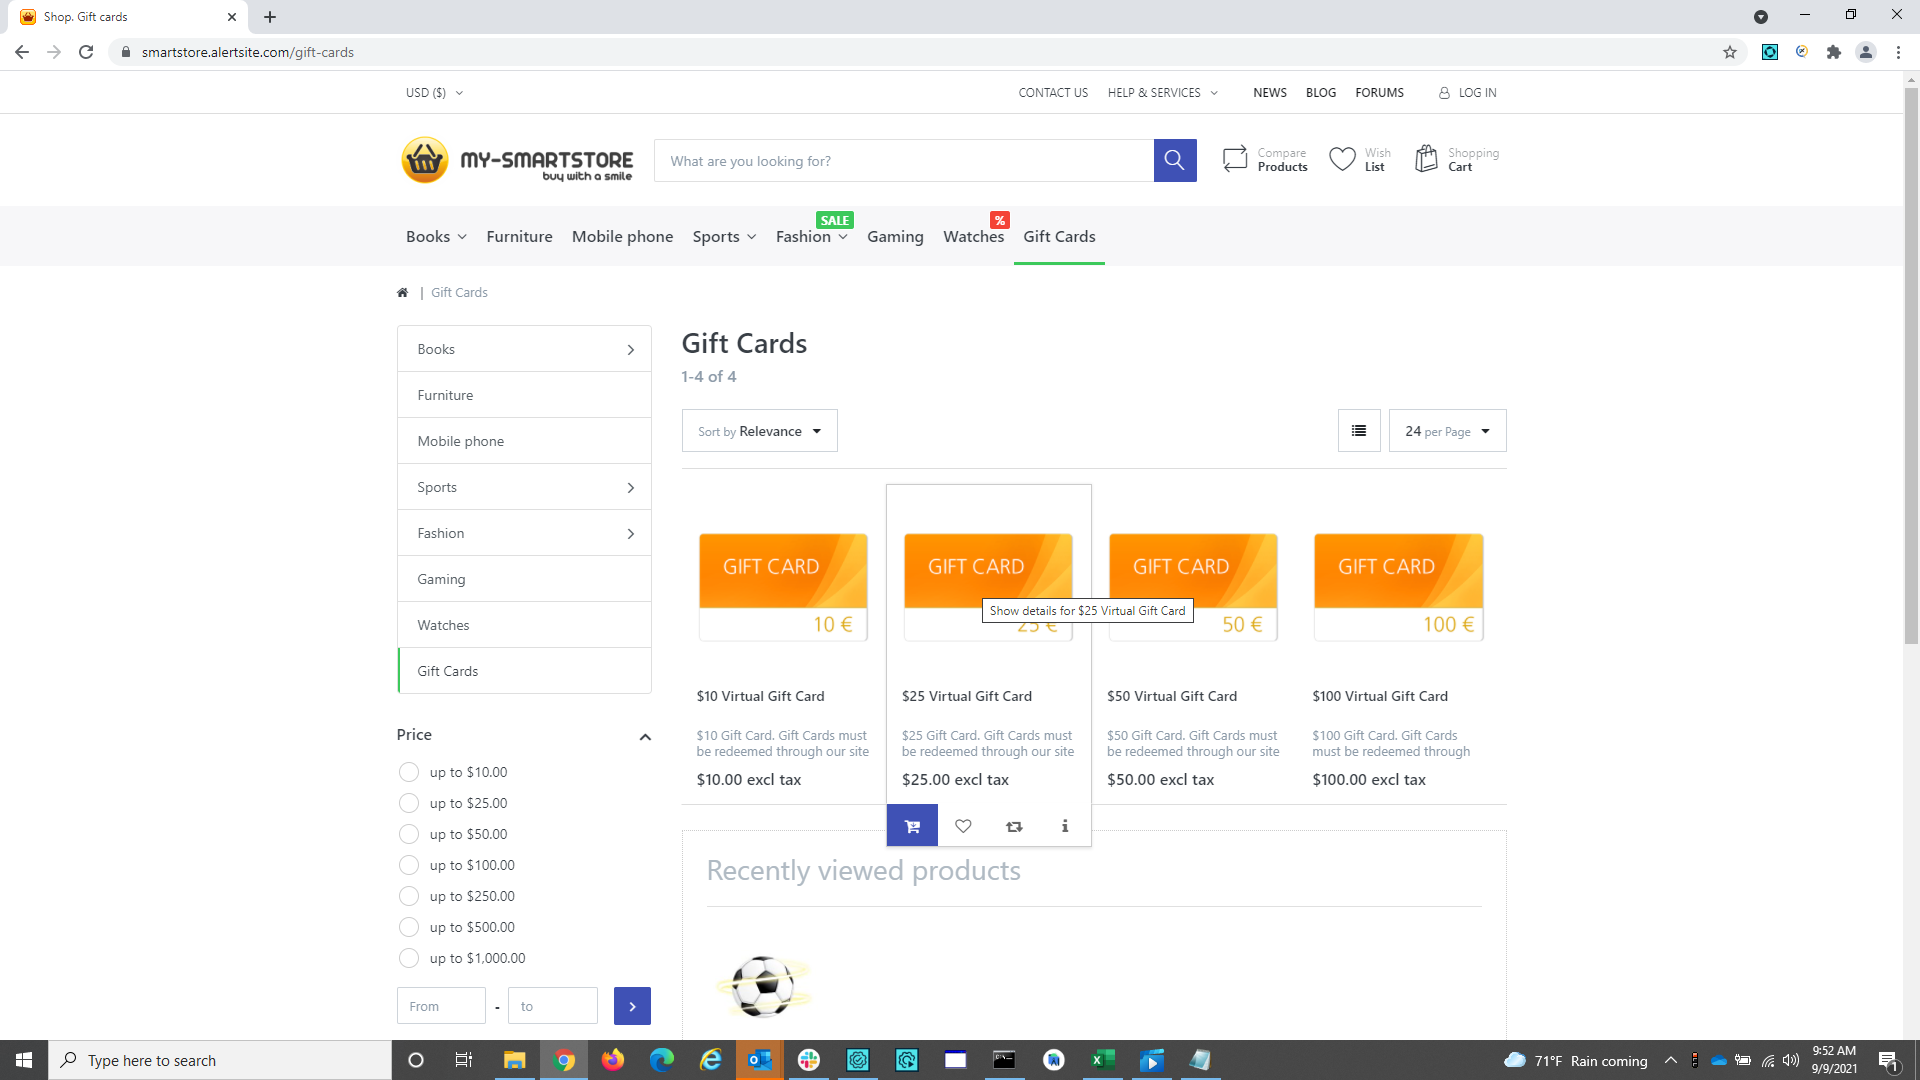 Shop. Gift cards
smartstore.alertsite.com/gift-cards
USD ($)
CONTACT US
HELP & SERVICES
NEWS
BLOG
FORUMS
LOG IN
MY-SMARTSTORE
buy with a smile
What are you looking for?
Compare
Products
Wish
List
Shopping
Cart
SALE
%
Books
Furniture
Mobile phone
Sports
Fashion
Gaming
Watches
Gift Cards
| Gift Cards
Books
Furniture
Mobile phone
Sports
Fashion
Gaming
Watches
Gift Cards
Price
up to $10.00
up to $25.00
up to $50.00
up to $100.00
up to $250.00
up to $500.00
up to $1,000.00
From
-
to
Gift Cards
1-4 of 4
Sort by Relevance
24 per Page
GIFT CARD
10 €
$10 Virtual Gift Card
$10 Gift Card. Gift Cards must
be redeemed through our site
$10.00 excl tax
GIFT CARD
Show details for $25 Virtual Gift Card
25 €
$25 Virtual Gift Card
$25 Gift Card. Gift Cards must
be redeemed through our site
$25.00 excl tax
GIFT CARD
50 €
$50 Virtual Gift Card
$50 Gift Card. Gift Cards must
be redeemed through our site
$50.00 excl tax
GIFT CARD
100 €
$100 Virtual Gift Card
$100 Gift Card. Gift Cards
must be redeemed through
$100.00 excl tax
Recently viewed products
Type here to search
71°F Rain coming
9:52 AM
9/9/2021
1